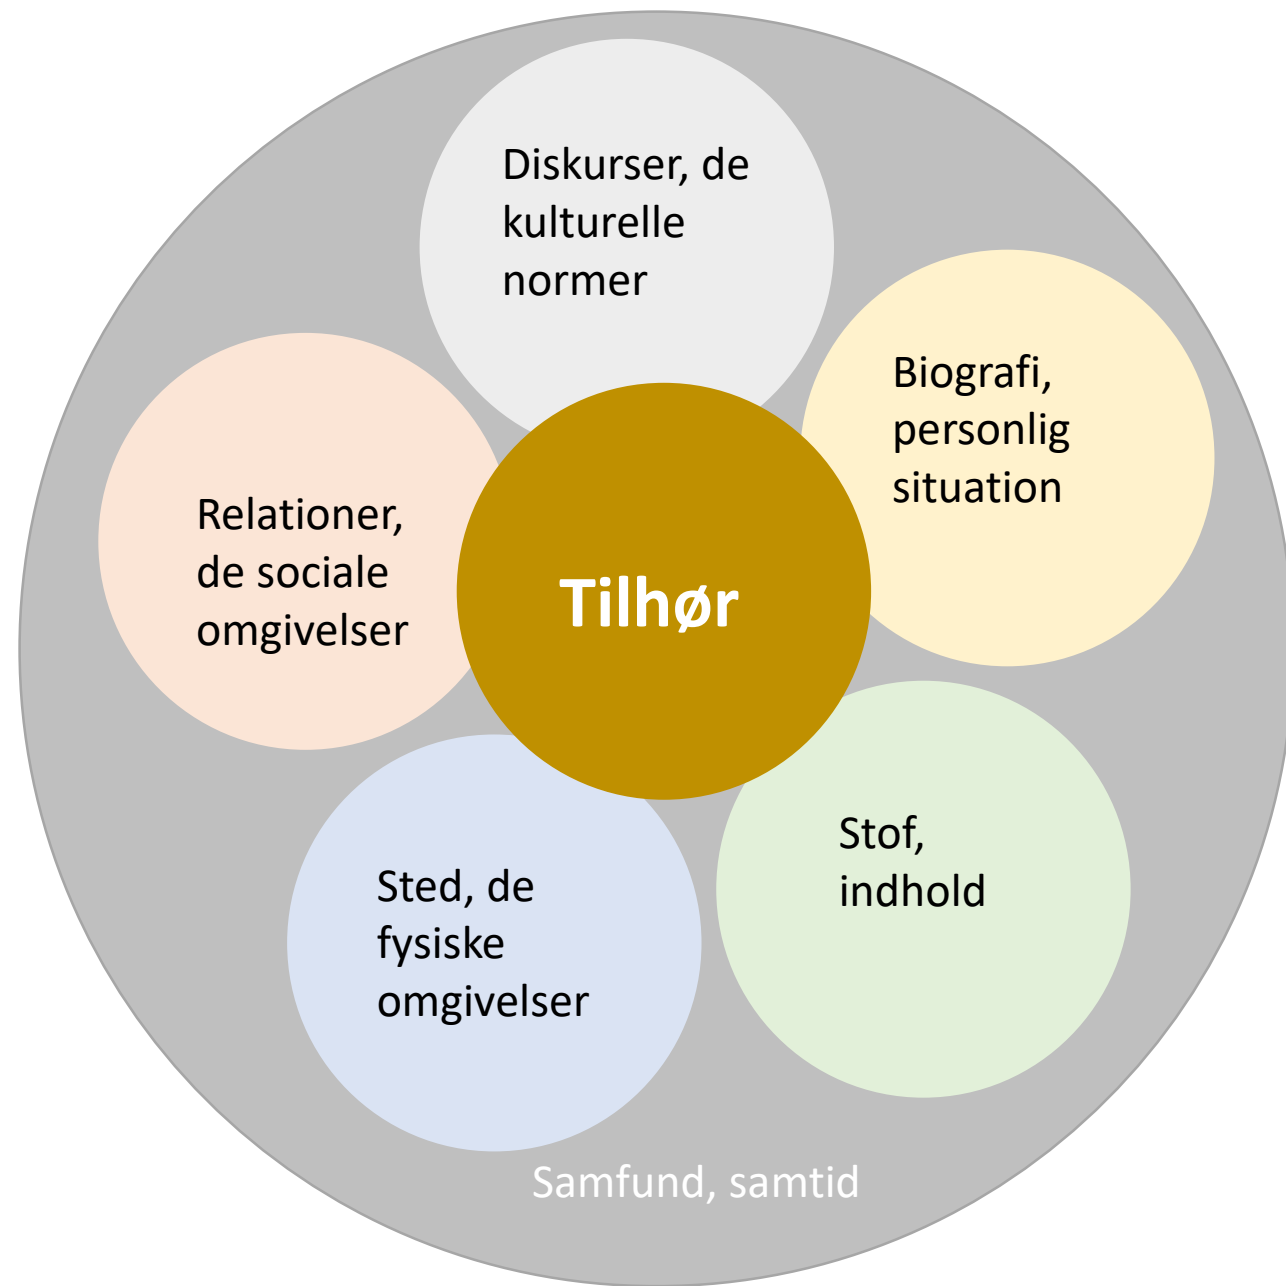 Diskurser, de
kulturelle
normer
Biografi,
personlig
situation
Relationer,
de sociale
omgivelser
Tilhør
Stof,
indhold
Sted, de
fysiske
omgivelser
Samfund, samtid